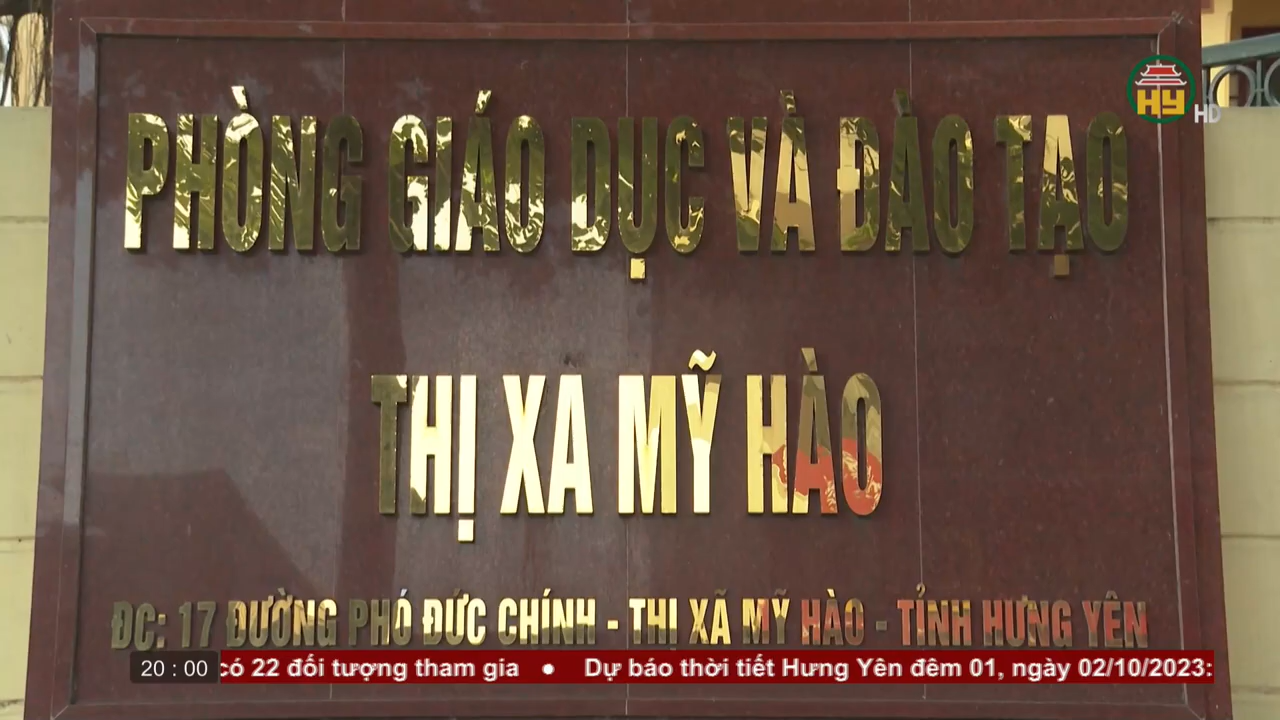 HY HD
PHÒNG GIÁO DỤC VÀ ĐÀO TẠO
THỊ XA MỸ HÀO
ĐC: 17 ĐƯỜNG PHÓ ĐỨC CHÍNH - THỊ XÃ MỸ HÀO - TỈNH HƯNG YÊN
20 : 00 có 22 đối tượng tham gia • Dự báo thời tiết Hưng Yên đêm 01, ngày 02/10/2023: